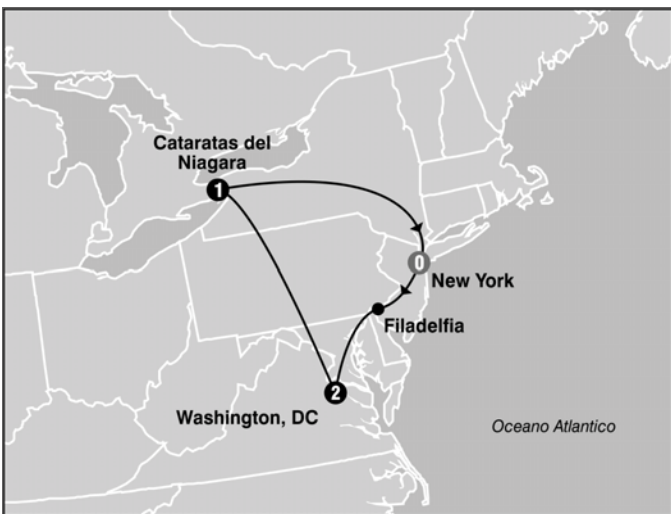 Cataratas del
Niagara
1
0
New York
Filadelfia
2
Washington, DC
Oceano Atlantico